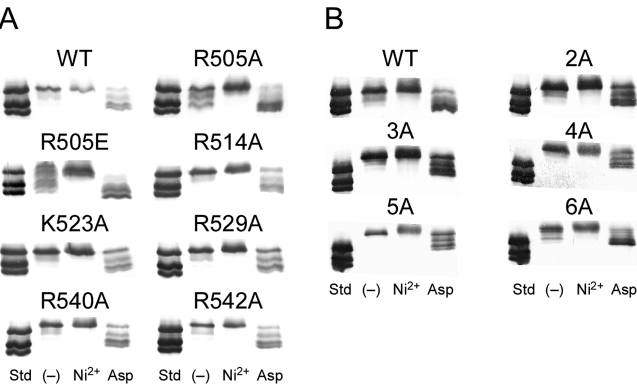 A
B
WT
R505A
WT
2A
R505E
R514A
3A
4A
K523A
R529A
5A
6A
R540A
R542A
Std (–) Ni²⁺ Asp
Std (–) Ni²⁺ Asp
Std (–) Ni²⁺ Asp
Std (–) Ni²⁺ Asp